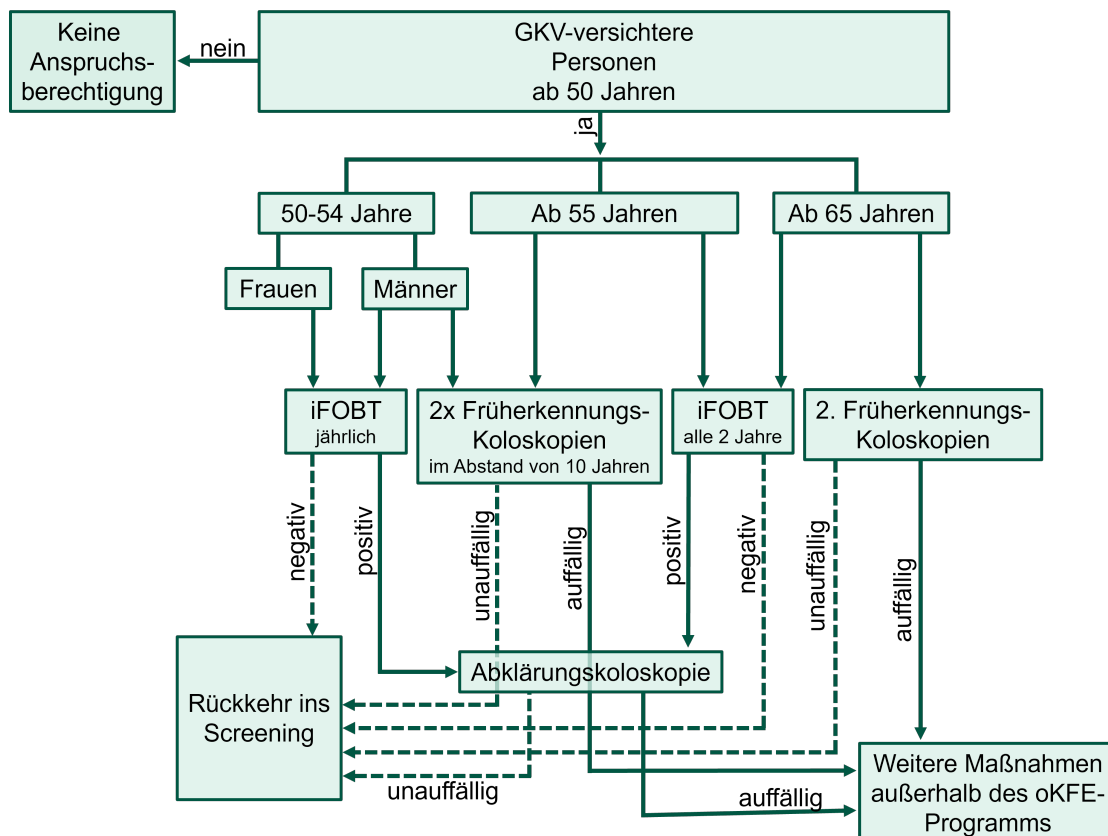 Keine
Anspruchs-
berechtigung
nein
GKV-versichtere
Personen
ab 50 Jahren
ja
50-54 Jahre
Ab 55 Jahren
Ab 65 Jahren
Frauen
Männer
iFOBT
jährlich
2x Früherkennungs-
Koloskopien
im Abstand von 10 Jahren
iFOBT
alle 2 Jahre
2. Früherkennungs-
Koloskopien
negativ
positiv
unauffällig
auffällig
positiv
negativ
unauffällig
auffällig
Abklärungskoloskopie
Rückkehr ins
Screening
unauffällig
auffällig
Weitere Maßnahmen
außerhalb des oKFE-
Programms